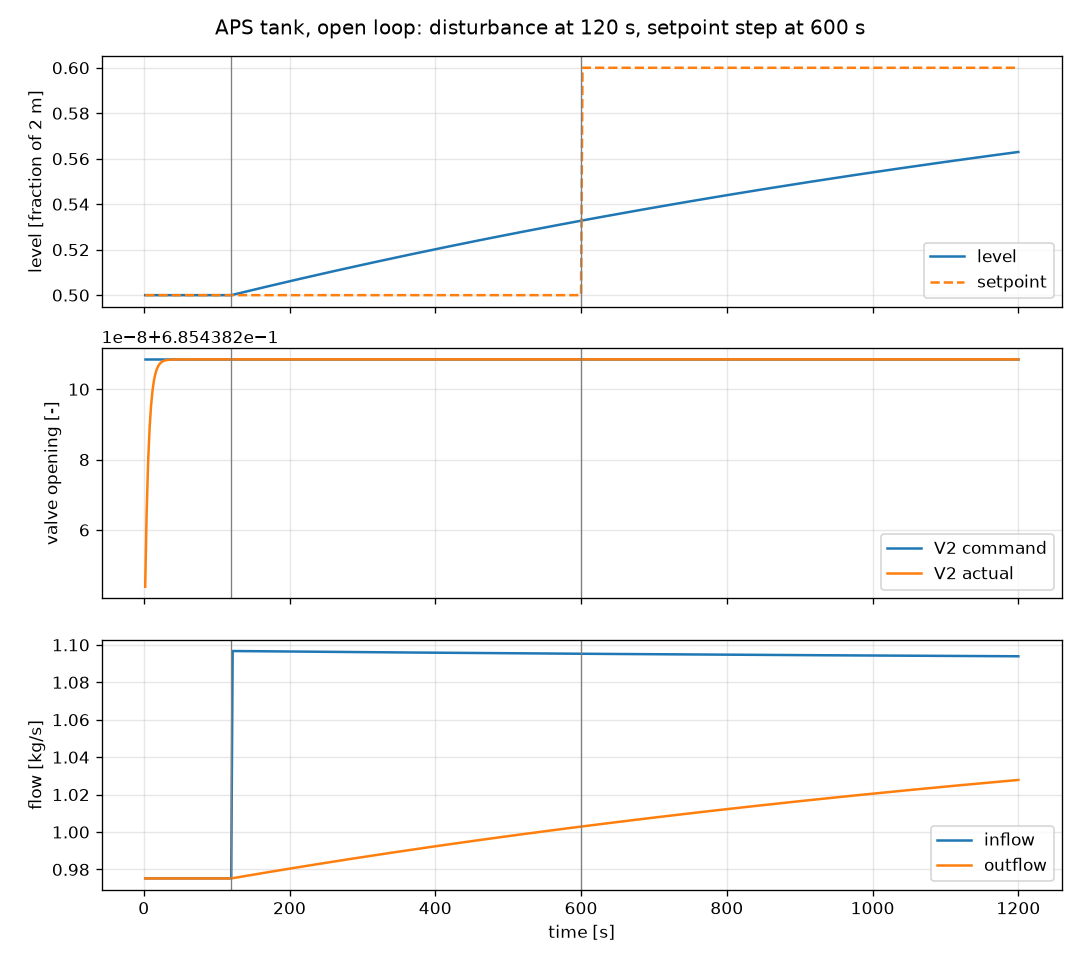 APS tank, open loop: disturbance at 120 s, setpoint step at 600 s
level [fraction of 2 m]
0.60
0.58
0.56
0.54
0.52
0.50
level
setpoint
1e−8+6.854382e−1
valve opening [-]
10
8
6
V2 command
V2 actual
flow [kg/s]
1.10
1.08
1.06
1.04
1.02
1.00
0.98
inflow
outflow
0 200 400 600 800 1000 1200
time [s]